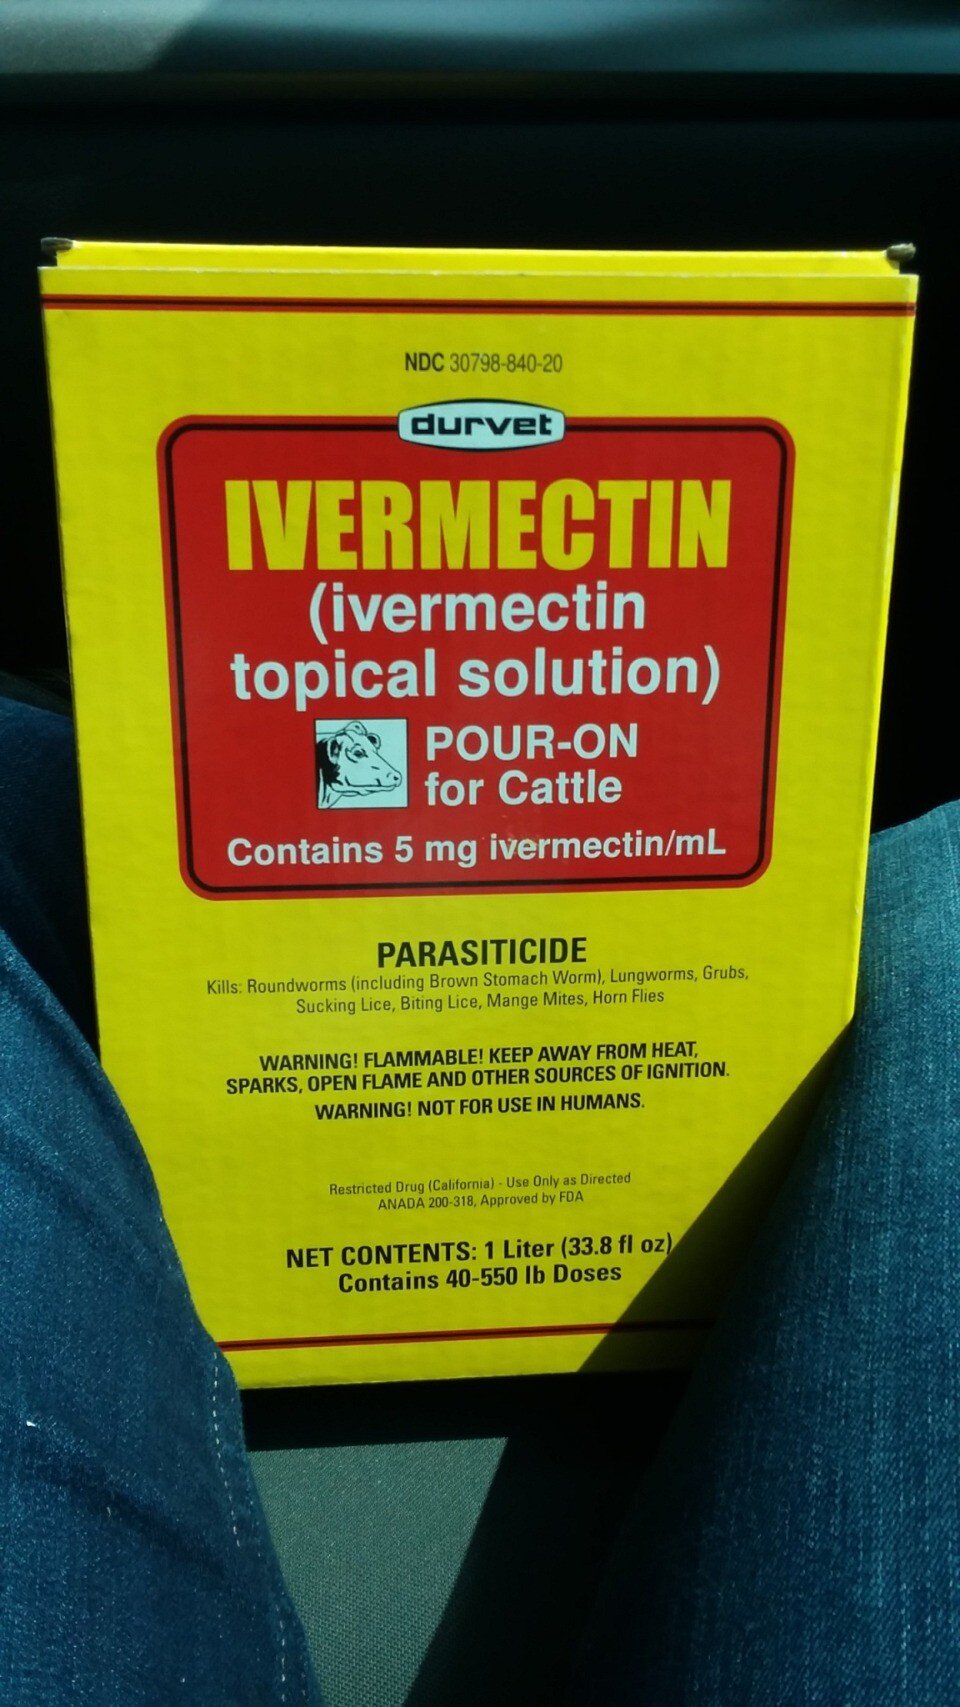 NDC 30798-840-20
durvet
IVERMECTIN
(ivermectin
topical solution)
POUR-ON
for Cattle
Contains 5 mg ivermectin/mL
PARASITICIDE
Kills: Roundworms (including Brown Stomach Worm), Lungworms, Grubs,
Sucking Lice, Biting Lice, Mange Mites, Horn Flies
WARNING! FLAMMABLE! KEEP AWAY FROM HEAT,
SPARKS, OPEN FLAME AND OTHER SOURCES OF IGNITION.
WARNING! NOT FOR USE IN HUMANS.
Restricted Drug (California) - Use Only as Directed
ANADA 200-318, Approved by FDA
NET CONTENTS: 1 Liter (33.8 fl oz)
Contains 40-550 lb Doses